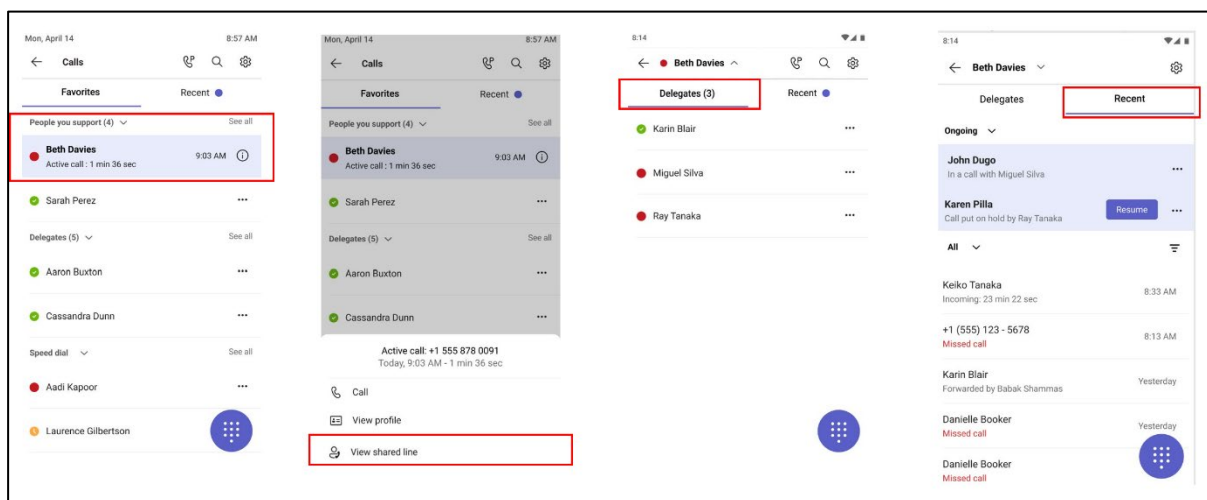 Mon, April 14 8:57 AM
Calls
Favorites Recent
People you support (4) See all
Beth Davies
Active call : 1 min 36 sec 9:03 AM
Sarah Perez
Delegates (5) See all
Aaron Buxton
Cassandra Dunn
Speed dial See all
Aadi Kapoor
Laurence Gilbertson
Mon, April 14 8:57 AM
Calls
Favorites Recent
People you support (4) See all
Beth Davies
Active call : 1 min 36 sec 9:03 AM
Sarah Perez
Delegates (5) See all
Aaron Buxton
Cassandra Dunn
Active call: +1 555 878 0091
Today, 9:03 AM - 1 min 36 sec
Call
View profile
View shared line
8:14
Beth Davies
Delegates (3) Recent
Karin Blair
Miguel Silva
Ray Tanaka
8:14
Beth Davies
Delegates Recent
Ongoing
John Dugo
In a call with Miguel Silva
Karen Pilla
Call put on hold by Ray Tanaka Resume
All
Keiko Tanaka
Incoming: 23 min 22 sec 8:33 AM
+1 (555) 123 - 5678
Missed call 8:13 AM
Karin Blair
Forwarded by Babak Shammas Yesterday
Danielle Booker
Missed call Yesterday
Danielle Booker
Missed call